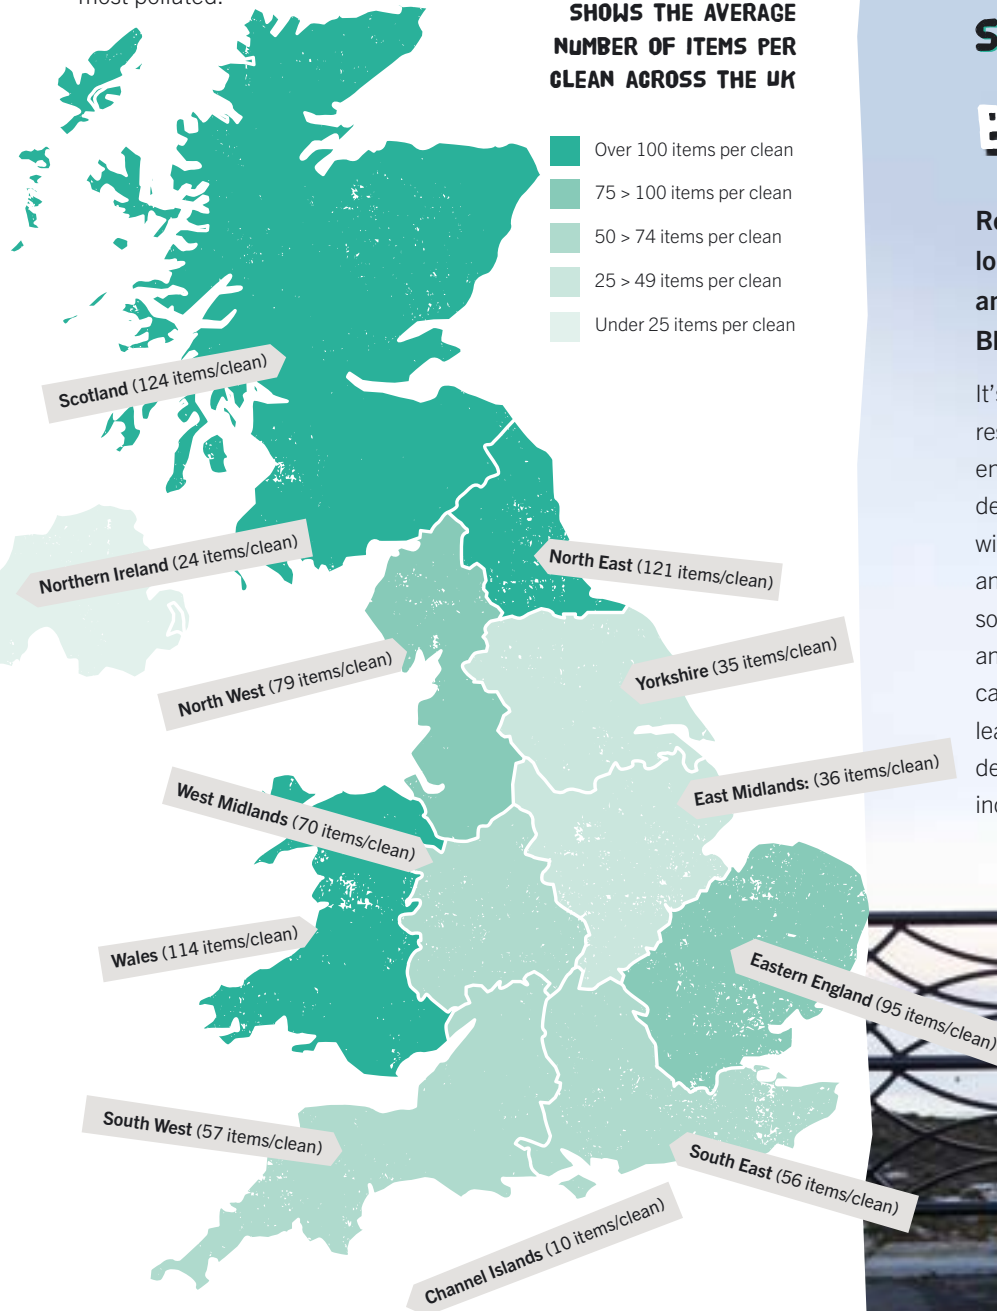 most polluted.
SHOWS THE AVERAGE
NUMBER OF ITEMS PER
CLEAN ACROSS THE UK
Over 100 items per clean
75 > 100 items per clean
50 > 74 items per clean
25 > 49 items per clean
Under 25 items per clean
Scotland (124 items/clean)
Northern Ireland (24 items/clean)
North East (121 items/clean)
North West (79 items/clean)
Yorkshire (35 items/clean)
East Midlands: (36 items/clean)
West Midlands (70 items/clean)
Wales (114 items/clean)
Eastern England (95 items/clean)
South West (57 items/clean)
South East (56 items/clean)
Channel Islands (10 items/clean)
It's